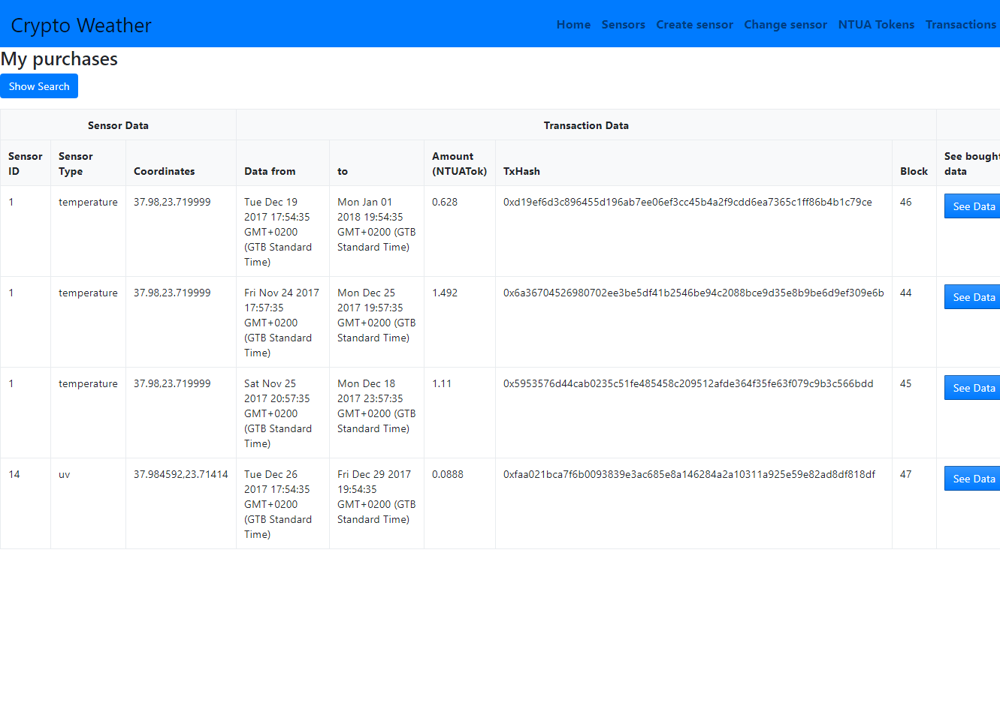 Crypto Weather
Home Sensors Create sensor Change sensor NTUA Tokens Transactions
My purchases
Show Search
Sensor Data Transaction Data
Sensor ID Sensor Type Coordinates Data from to Amount (NTUATok) TxHash Block See bought data
1 temperature 37.98,23.719999 Tue Dec 19 2017 17:54:35 GMT+0200 (GTB Standard Time) Mon Jan 01 2018 19:54:35 GMT+0200 (GTB Standard Time) 0.628 0xd19ef6d3c896455d196ab7ee06ef3cc45b4a2f9cdd6ea7365c1ff86b4b1c79ce 46 See Data
1 temperature 37.98,23.719999 Fri Nov 24 2017 17:57:35 GMT+0200 (GTB Standard Time) Mon Dec 25 2017 19:57:35 GMT+0200 (GTB Standard Time) 1.492 0x6a36704526980702ee3be5df41b2546be94c2088bce9d35e8b9be6d9ef309e6b 44 See Data
1 temperature 37.98,23.719999 Sat Nov 25 2017 20:57:35 GMT+0200 (GTB Standard Time) Mon Dec 18 2017 23:57:35 GMT+0200 (GTB Standard Time) 1.11 0x5953576d44cab0235c51fe485458c209512afde364f35fe63f079c9b3c566bdd 45 See Data
14 uv 37.984592,23.71414 Tue Dec 26 2017 17:54:35 GMT+0200 (GTB Standard Time) Fri Dec 29 2017 19:54:35 GMT+0200 (GTB Standard Time) 0.0888 0xfaa021bca7f6b0093839e3ac685e8a146284a2a10311a925e59e82ad8df818df 47 See Data